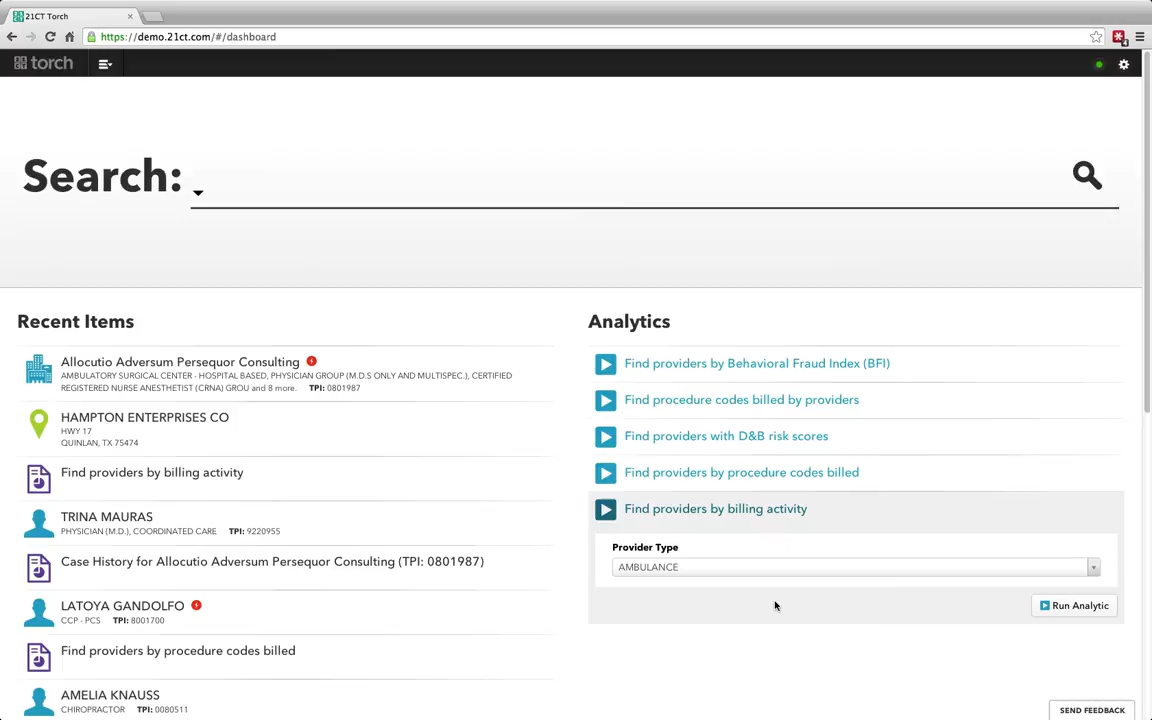 21CT Torch
https://demo.21ct.com/#/dashboard
4
torch
Search:
Recent Items
Allocutio Adversum Persequor Consulting
AMBULATORY SURGICAL CENTER - HOSPITAL BASED, PHYSICIAN GROUP (M.D.S ONLY AND MULTISPEC.), CERTIFIED
REGISTERED NURSE ANESTHETIST (CRNA) GROU and 8 more. TPI: 0801987
HAMPTON ENTERPRISES CO
HWY 17
QUINLAN, TX 75474
Find providers by billing activity
TRINA MAURAS
PHYSICIAN (M.D.), COORDINATED CARE TPI: 9220955
Case History for Allocutio Adversum Persequor Consulting (TPI: 0801987)
LATOYA GANDOLFO
CCP - PCS TPI: 8001700
Find providers by procedure codes billed
AMELIA KNAUSS
CHIROPRACTOR TPI: 0080511
Analytics
Find providers by Behavioral Fraud Index (BFI)
Find procedure codes billed by providers
Find providers with D&B risk scores
Find providers by procedure codes billed
Find providers by billing activity
Provider Type
AMBULANCE
Run Analytic
SEND FEEDBACK